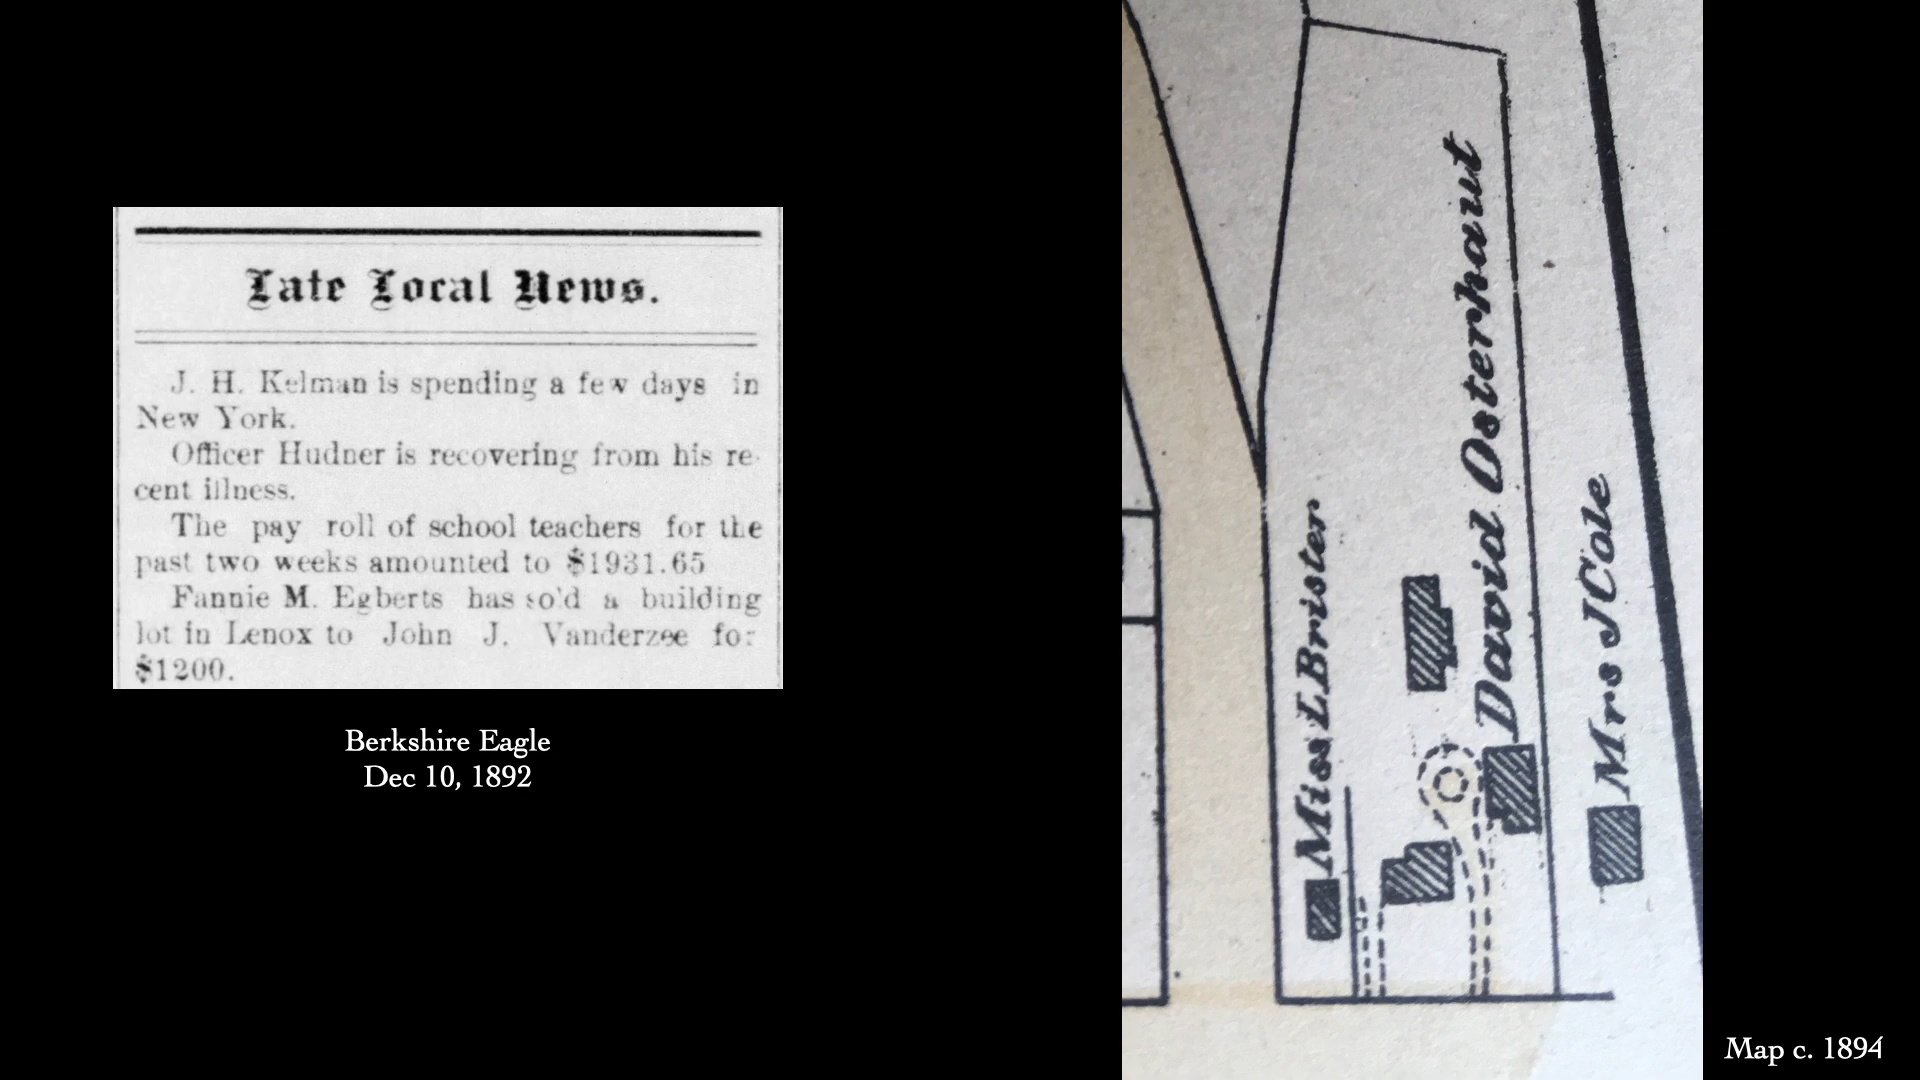 Late Local News.
J. H. Kelman is spending a few days in
New York.
Officer Hudner is recovering from his re-
cent illness.
The pay roll of school teachers for the
past two weeks amounted to $1931.65
Fannie M. Egberts has so'd a building
lot in Lenox to John J. Vanderzee for
$1200.
Berkshire Eagle
Dec 10, 1892
Miss L Brister
David Osterhaut
Mrs J Cole
Map c. 1894